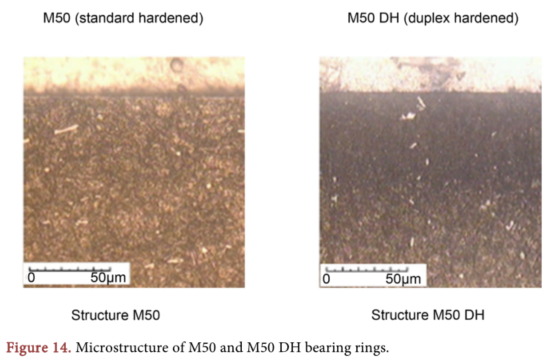 M50 (standard hardened)
M50 DH (duplex hardened)
0 50μm
0 50μm
Structure M50
Structure M50 DH
Figure 14. Microstructure of M50 and M50 DH bearing rings.